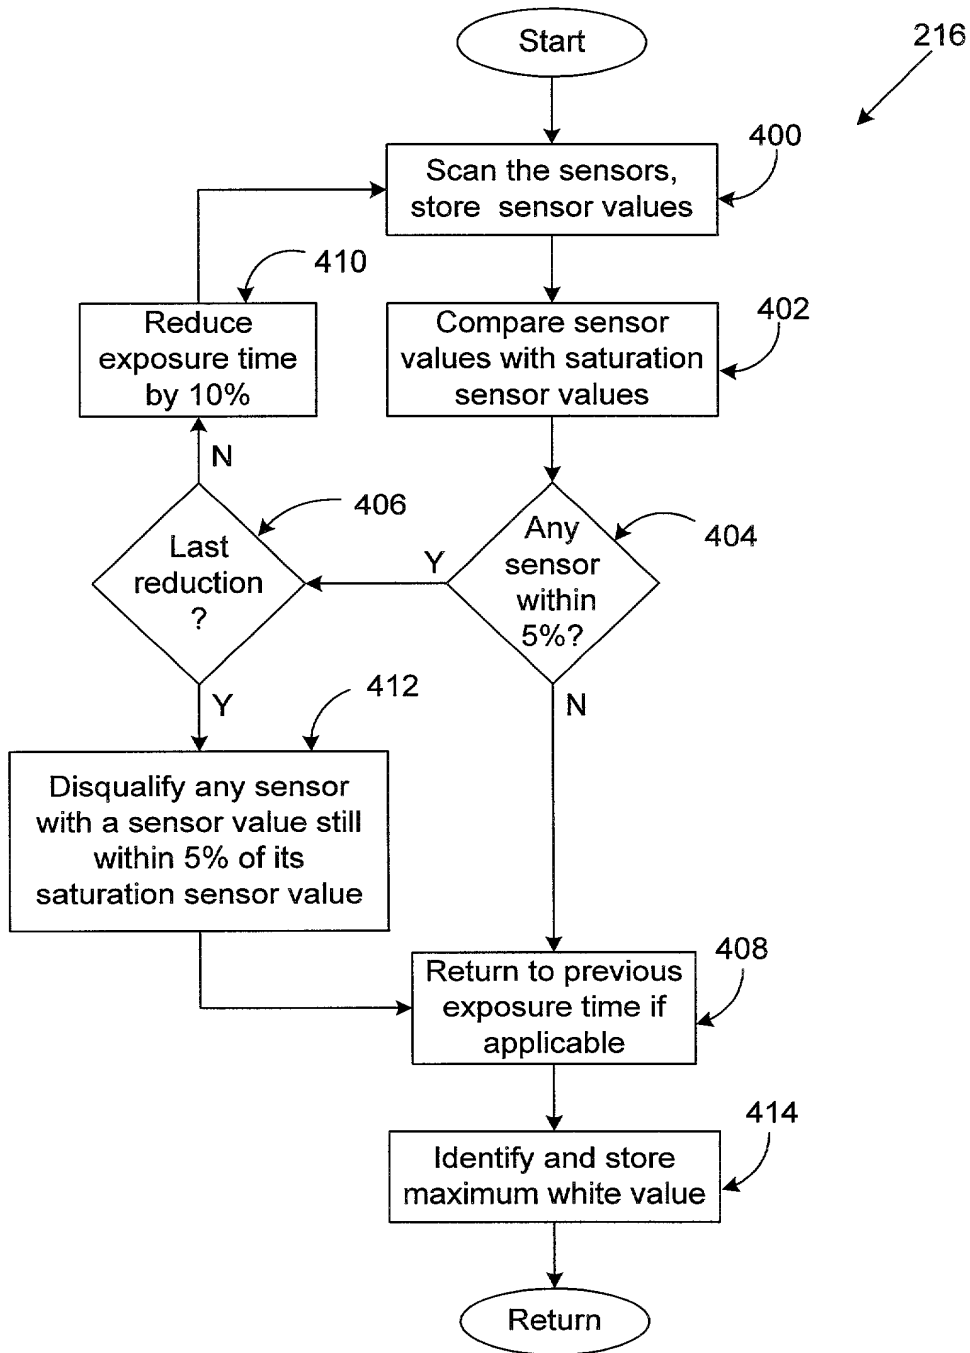 Start
216
400
Scan the sensors,
store sensor values
410
Reduce
exposure time
by 10%
402
Compare sensor
values with saturation
sensor values
N
406
Last
reduction
?
Y
404
Any
sensor
within
5%?
Y
412
N
Disqualify any sensor
with a sensor value still
within 5% of its
saturation sensor value
408
Return to previous
exposure time if
applicable
414
Identify and store
maximum white value
Return